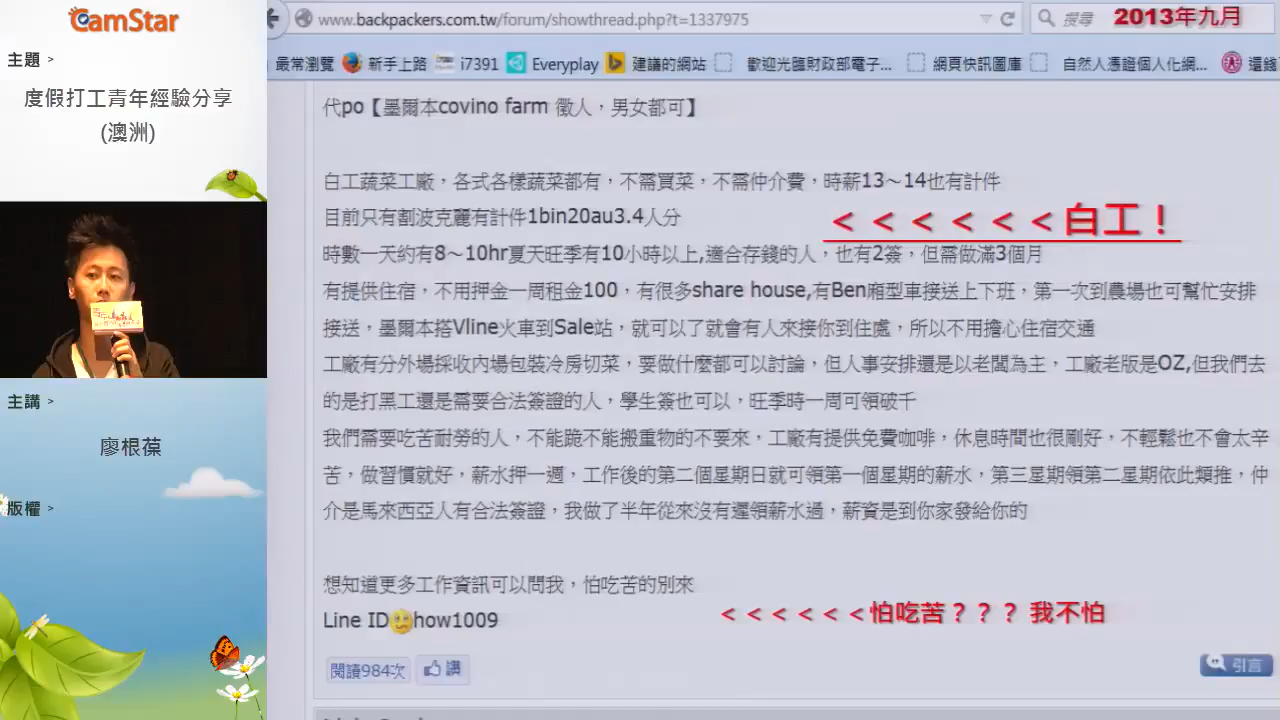 CamStar
主題 >
度假打工青年經驗分享
(澳洲)
主講 >
廖根葆
版權 >
www.backpackers.com.tw/forum/showthread.php?t=1337975
搜尋
2013年九月
最常瀏覽 新手上路 i7391 Everyplay 建議的網站 歡迎光臨財政部電子... 網頁快訊圖庫 自然人憑證個人化網...
代po【墨爾本covino farm 徵人，男女都可】
白工蔬菜工廠，各式各樣蔬菜都有，不需買菜，不需仲介費，時薪13～14也有計件
目前只有割波克麗有計件1bin20au3.4人分
＜＜＜＜＜＜白工！
時數一天約有8～10hr夏天旺季有10小時以上,適合存錢的人，也有2簽，但需做滿3個月
有提供住宿，不用押金一周租金100，有很多share house,有Ben廂型車接送上下班，第一次到農場也可幫忙安排
接送，墨爾本搭Vline火車到Sale站，就可以了就會有人來接你到住處，所以不用擔心住宿交通
工廠有分外場採收內場包裝冷房切菜，要做什麼都可以討論，但人事安排還是以老闆為主，工廠老版是OZ,但我們去
的是打黑工還是需要合法簽證的人，學生簽也可以，旺季時一周可領破千
我們需要吃苦耐勞的人，不能跪不能搬重物的不要來，工廠有提供免費咖啡，休息時間也很剛好，不輕鬆也不會太辛
苦，做習慣就好，薪水押一週，工作後的第二個星期日就可領第一個星期的薪水，第三星期領第二星期依此類推，仲
介是馬來西亞人有合法簽證，我做了半年從來沒有遲領薪水過，薪資是到你家發給你的
想知道更多工作資訊可以問我，怕吃苦的別來
＜＜＜＜＜＜怕吃苦？？？ 我不怕
Line ID how1009
閱讀984次 讚
引言